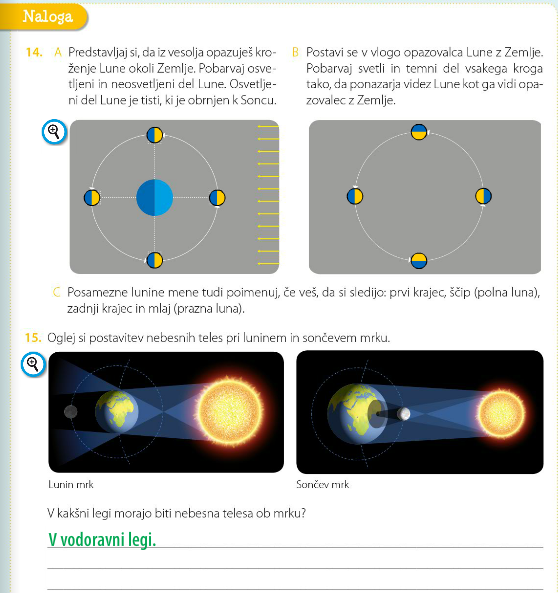 Naloga
14. A Predstavljaj si, da iz vesolja opazuješ kro-
ženje Lune okoli Zemlje. Pobarvaj osve-
tljeni in neosvetljeni del Lune. Osvetlje-
ni del Lune je tisti, ki je obrnjen k Soncu.
B Postavi se v vlogo opazovalca Lune z Zemlje.
Pobarvaj svetli in temni del vsakega kroga
tako, da ponazarja videz Lune kot ga vidi opa-
zovalec z Zemlje.
C Posamezne lunine mene tudi poimenuj, če veš, da si sledijo: prvi krajec, ščip (polna luna),
zadnji krajec in mlaj (prazna luna).
15. Oglej si postavitev nebesnih teles pri luninem in sončevem mrku.
Lunin mrk
Sončev mrk
V kakšni legi morajo biti nebesna telesa ob mrku?
V vodoravni legi.